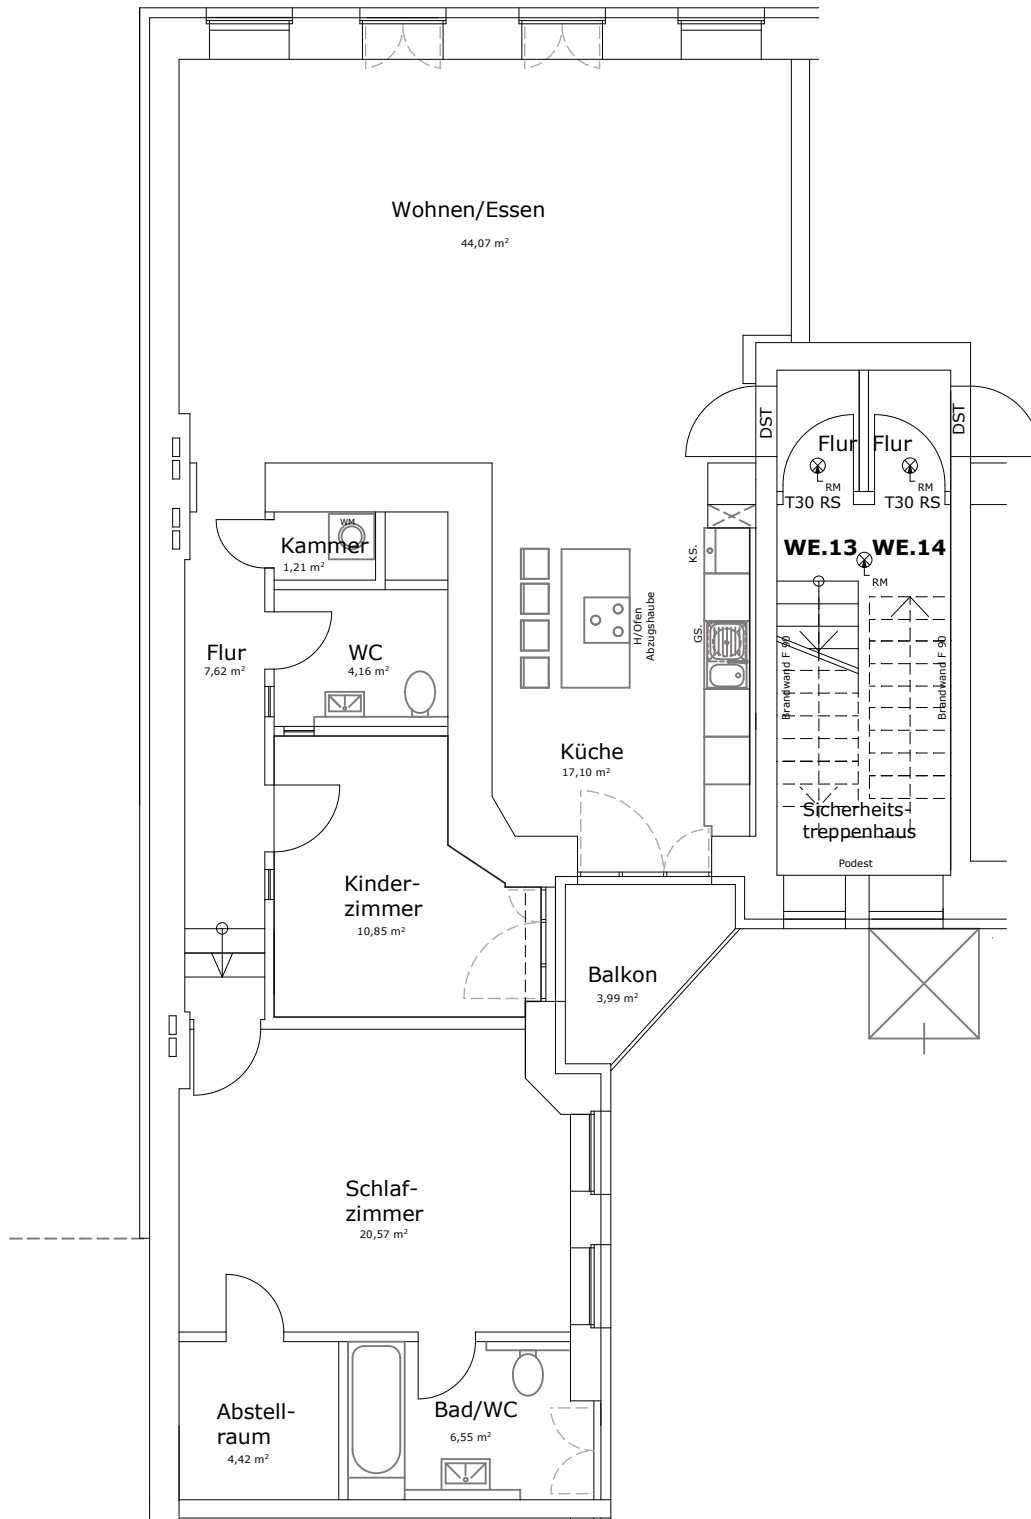 Wohnen/Essen
44,07 m²
DST
Flur
Flur
DST
RM
RM
T30 RS
T30 RS
WM
Kammer
1,21 m²
KS.
WE.13
WE.14
RM
H/Ofen
Abzugshaube
GS.
Flur
7,62 m²
WC
4,16 m²
Brandwand F 90
Brandwand F 90
Küche
17,10 m²
Sicherheits-
treppenhaus
Podest
Kinder-
zimmer
10,85 m²
Balkon
3,99 m²
Schlaf-
zimmer
20,57 m²
Abstell-
raum
4,42 m²
Bad/WC
6,55 m²